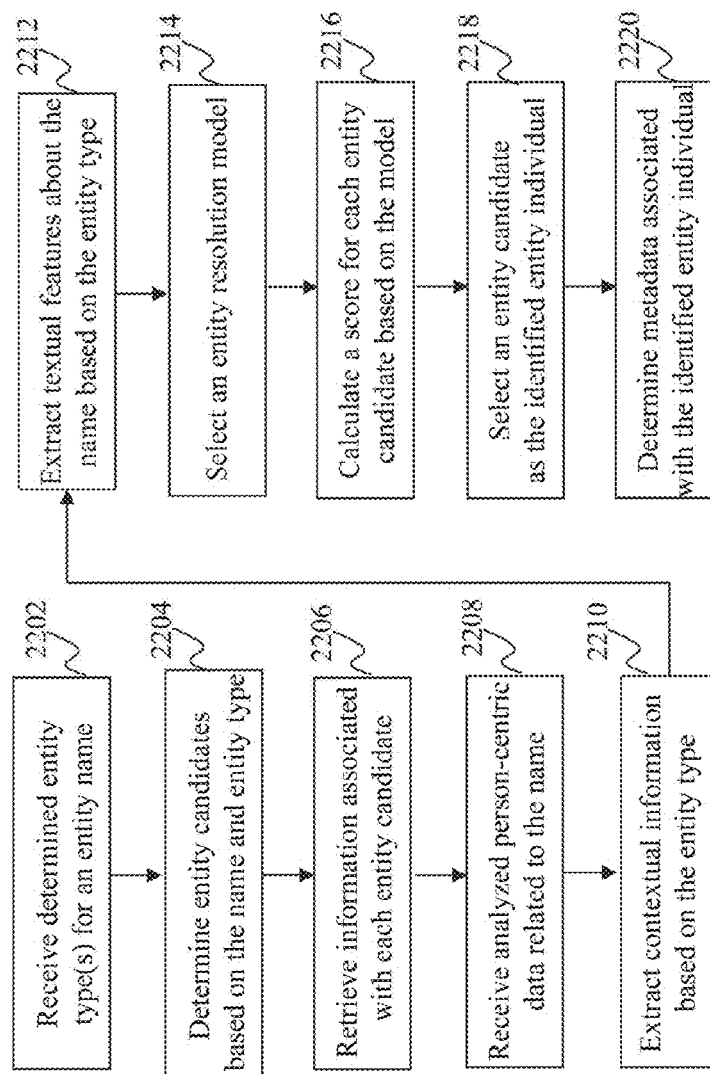 2202
Receive determined entity
type(s) for an entity name
2204
Determine entity candidates
based on the name and entity type
2206
Retrieve information associated
with each entity candidate
2208
Receive analyzed person-centric
data related to the name
2210
Extract contextual information
based on the entity type
2212
Extract textual features about the
name based on the entity type
2214
Select an entity resolution model
2216
Calculate a score for each entity
candidate based on the model
2218
Select an entity candidate
as the identified entity individual
2220
Determine metadata associated
with the identified entity individual